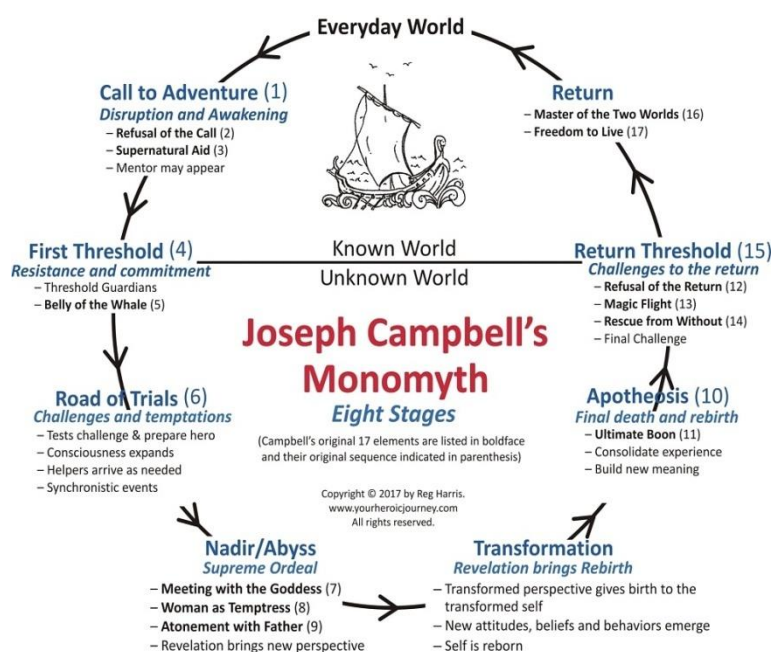 Everyday World
Call to Adventure (1)
Disruption and Awakening
– Refusal of the Call (2)
– Supernatural Aid (3)
– Mentor may appear
First Threshold (4)
Resistance and commitment
– Threshold Guardians
– Belly of the Whale (5)
Road of Trials (6)
Challenges and temptations
– Tests challenge & prepare hero
– Consciousness expands
– Helpers arrive as needed
– Synchronistic events
Nadir/Abyss
Supreme Ordeal
– Meeting with the Goddess (7)
– Woman as Temptress (8)
– Atonement with Father (9)
– Revelation brings new perspective
Transformation
Revelation brings Rebirth
– Transformed perspective gives birth to the
transformed self
– New attitudes, beliefs and behaviors emerge
– Self is reborn
Apotheosis (10)
Final death and rebirth
– Ultimate Boon (11)
– Consolidate experience
– Build new meaning
Return Threshold (15)
Challenges to the return
– Refusal of the Return (12)
– Magic Flight (13)
– Rescue from Without (14)
– Final Challenge
Return
– Master of the Two Worlds (16)
– Freedom to Live (17)
Known World
Unknown World
Joseph Campbell's
Monomyth
Eight Stages
(Campbell's original 17 elements are listed in boldface
and their original sequence indicated in parenthesis)
Copyright © 2017 by Reg Harris.
www.yourheroicjourney.com
All rights reserved.